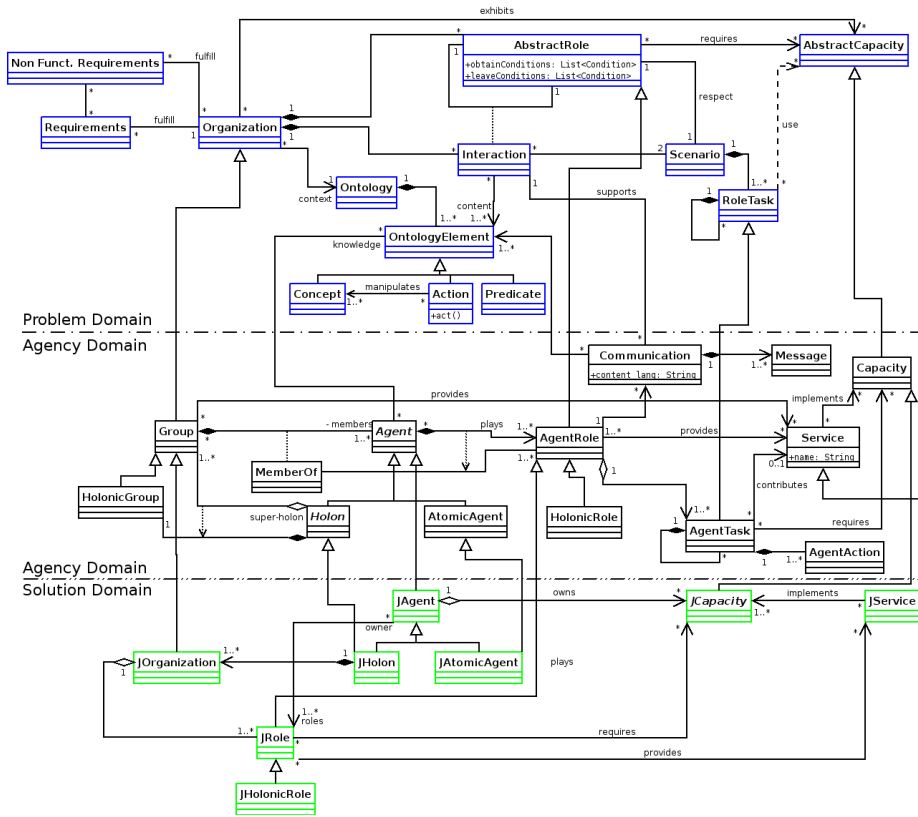 exhibits
AbstractRole
+obtainConditions: List<Condition>
+leaveConditions: List<Condition>
requires
AbstractCapacity
Non Funct. Requirements
fulfill
Requirements
fulfill
Organization
respect
use
Interaction
Scenario
RoleTask
Ontology
context
content
supports
OntologyElement
knowledge
Concept
manipulates
Action
+act()
Predicate
Problem Domain
Agency Domain
Communication
+content_lang: String
Message
Capacity
provides
implements
Group
- members
Agent
plays
AgentRole
provides
Service
+name: String
MemberOf
contributes
HolonicGroup
super-holon
Holon
AtomicAgent
HolonicRole
AgentTask
requires
AgentAction
Agency Domain
Solution Domain
JAgent
owns
JCapacity
implements
JService
owner
JOrganization
JHolon
JAtomicAgent
plays
roles
JRole
requires
provides
JHolonicRole